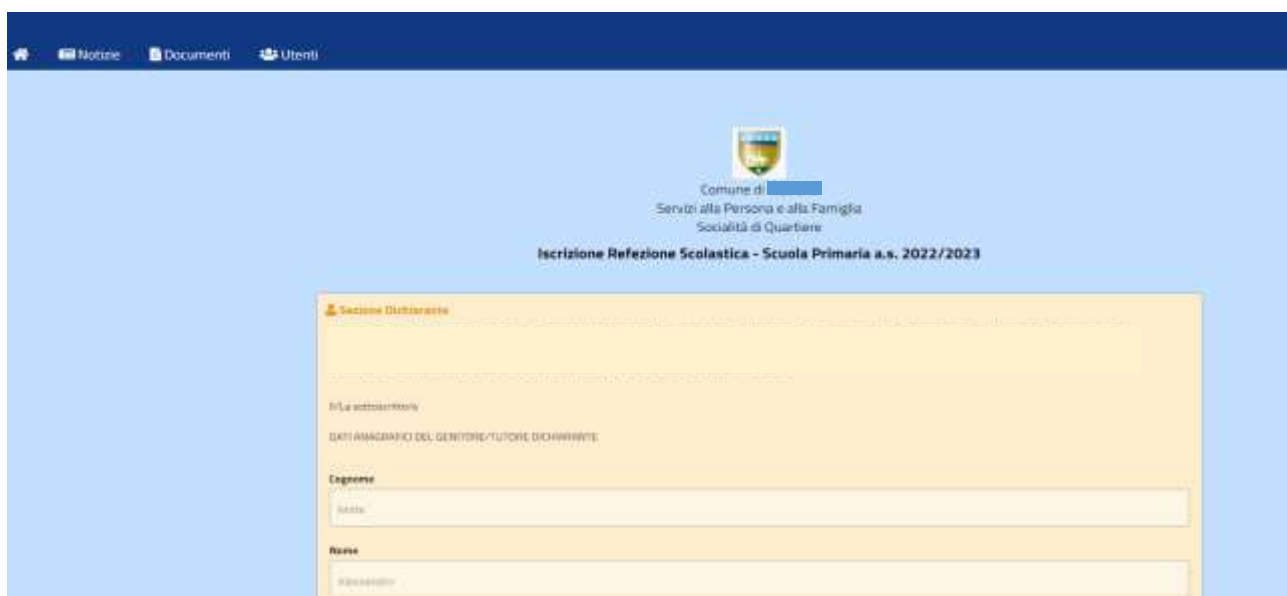 Notizie Documenti Utenti
Comune di
Servizi alla Persona e alla Famiglia
Socialità di Quartiere
Iscrizione Refezione Scolastica - Scuola Primaria a.s. 2022/2023
Sezione Dichiarante
Il/La sottoscritto/a
DATI ANAGRAFICI DEL GENITORE/TUTORE DICHIARANTE
Cognome
Nome
Alessandro